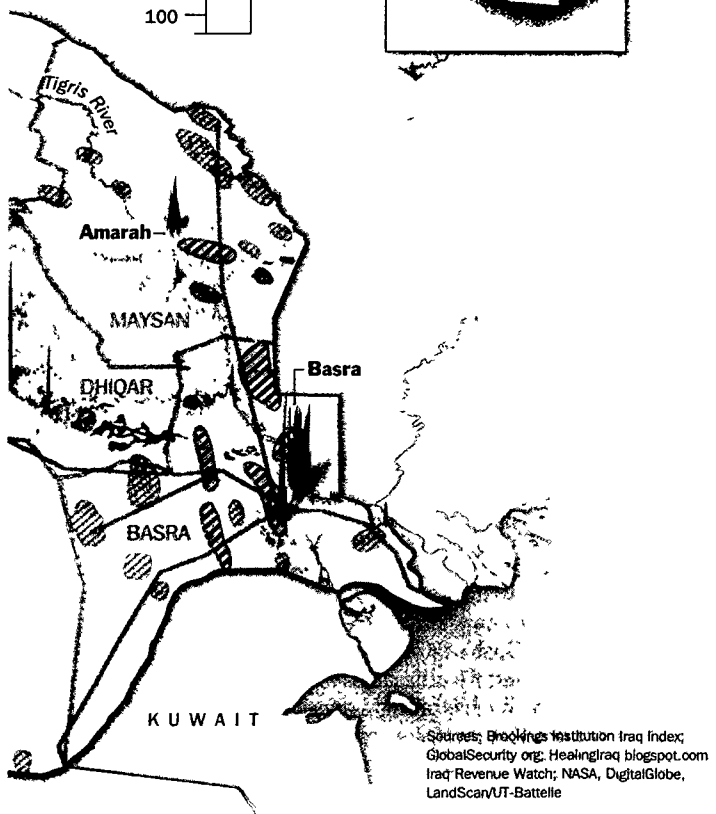 100
Tigris River
Amarah
MAYSAN
Basra
DHIQAR
BASRA
KUWAIT
Sources; Brookings Institution Iraq Index;
GlobalSecurity org; HealingIraq blogspot.com
Iraq Revenue Watch; NASA, DigitalGlobe,
LandScan/UT-Battelle